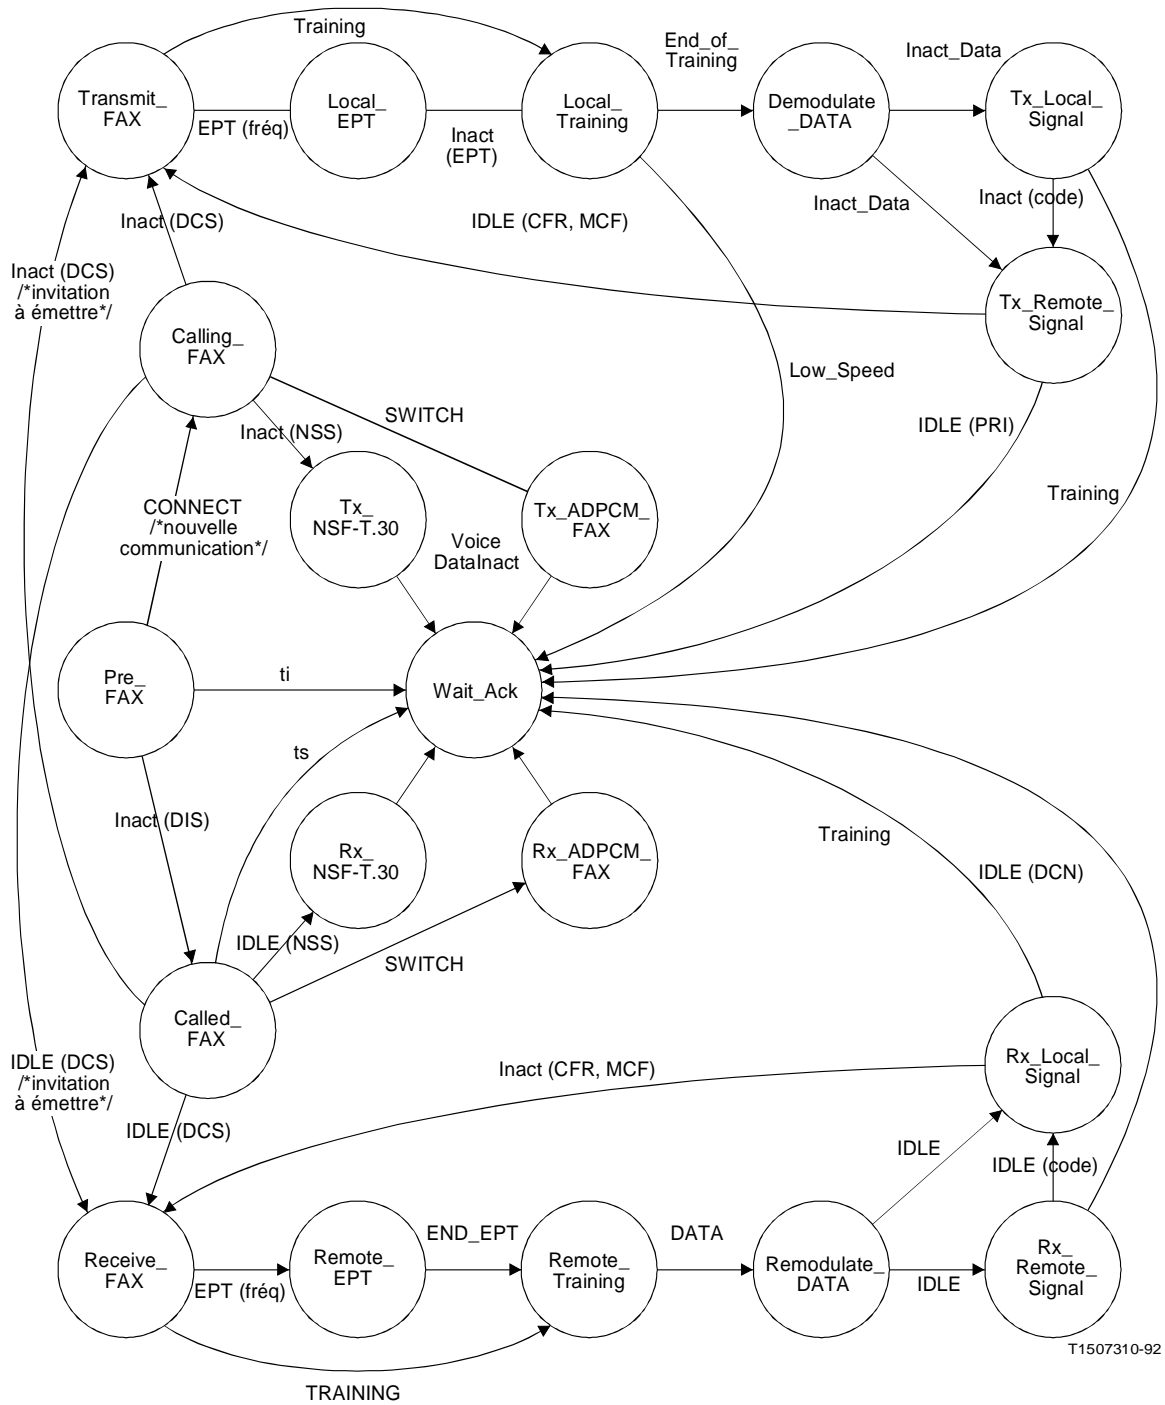 Training
End_of_
Training
Inact_Data
Transmit_
FAX
Local_
EPT
Local_
Training
Demodulate
_DATA
Tx_Local_
Signal
EPT (fréq)
Inact
(EPT)
Inact_Data
Inact (code)
Inact (DCS)
IDLE (CFR, MCF)
Inact (DCS)
/*invitation
à émettre*/
Tx_Remote_
Signal
Calling_
FAX
Low_Speed
SWITCH
IDLE (PRI)
Inact (NSS)
Training
CONNECT
/*nouvelle
communication*/
Tx_
NSF-T.30
Tx_ADPCM_
FAX
Voice
DataInact
Pre_
FAX
ti
Wait_Ack
ts
Inact (DIS)
Rx_
NSF-T.30
Rx_ADPCM_
FAX
Training
IDLE (DCN)
IDLE (NSS)
SWITCH
Called_
FAX
IDLE (DCS)
/*invitation
à émettre*/
Inact (CFR, MCF)
Rx_Local_
Signal
IDLE (DCS)
IDLE
IDLE (code)
Receive_
FAX
EPT (fréq)
Remote_
EPT
END_EPT
Remote_
Training
DATA
Remodulate_
DATA
IDLE
Rx_
Remote_
Signal
T1507310-92
TRAINING